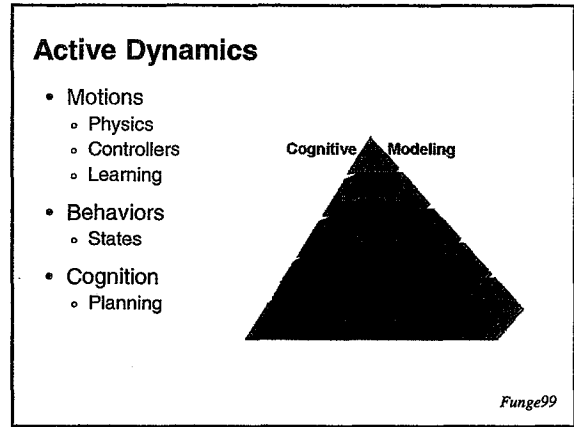 Active Dynamics
• Motions
∘ Physics
∘ Controllers
∘ Learning
• Behaviors
∘ States
• Cognition
∘ Planning
Cognitive Modeling
Funge99